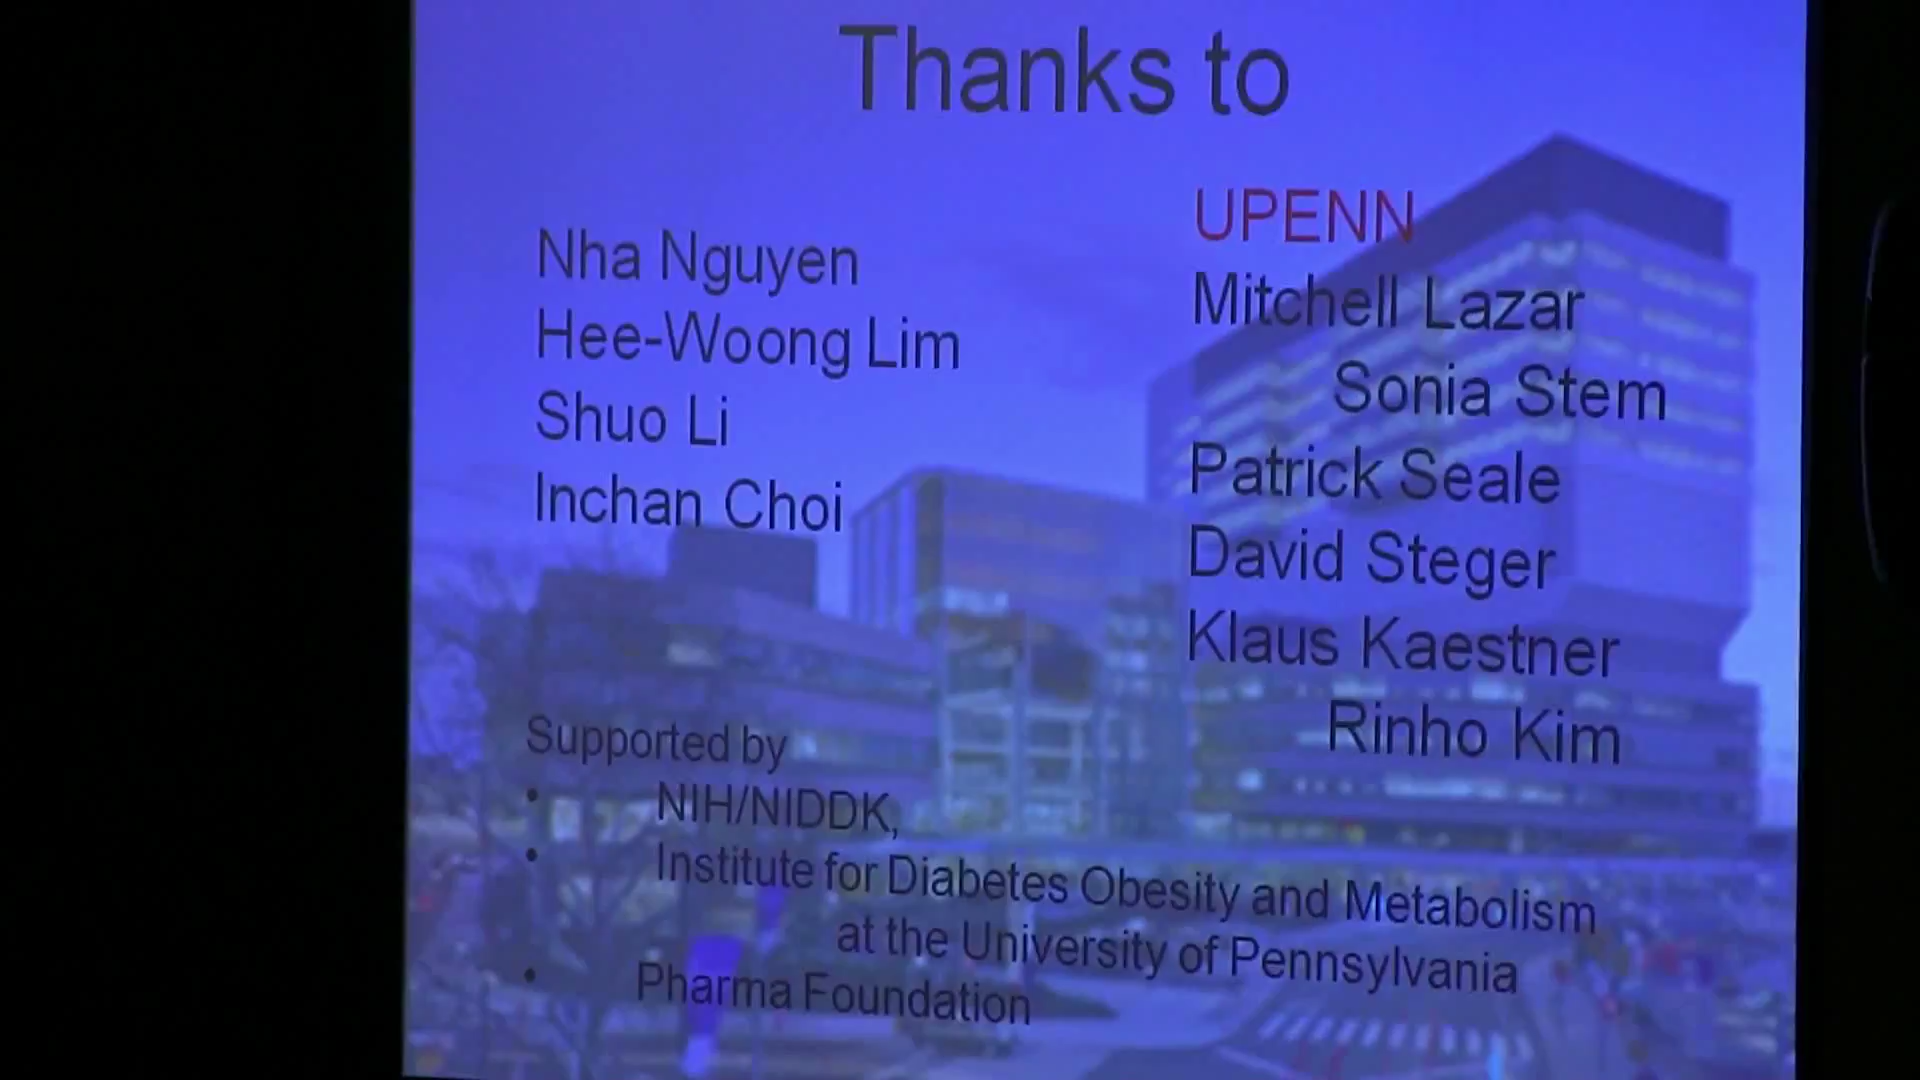 Thanks to
Nha Nguyen
Hee-Woong Lim
Shuo Li
Inchan Choi
UPENN
Mitchell Lazar
Sonia Stem
Patrick Seale
David Steger
Klaus Kaestner
Rinho Kim
Supported by
• NIH/NIDDK,
• Institute for Diabetes Obesity and Metabolism
at the University of Pennsylvania
• Pharma Foundation